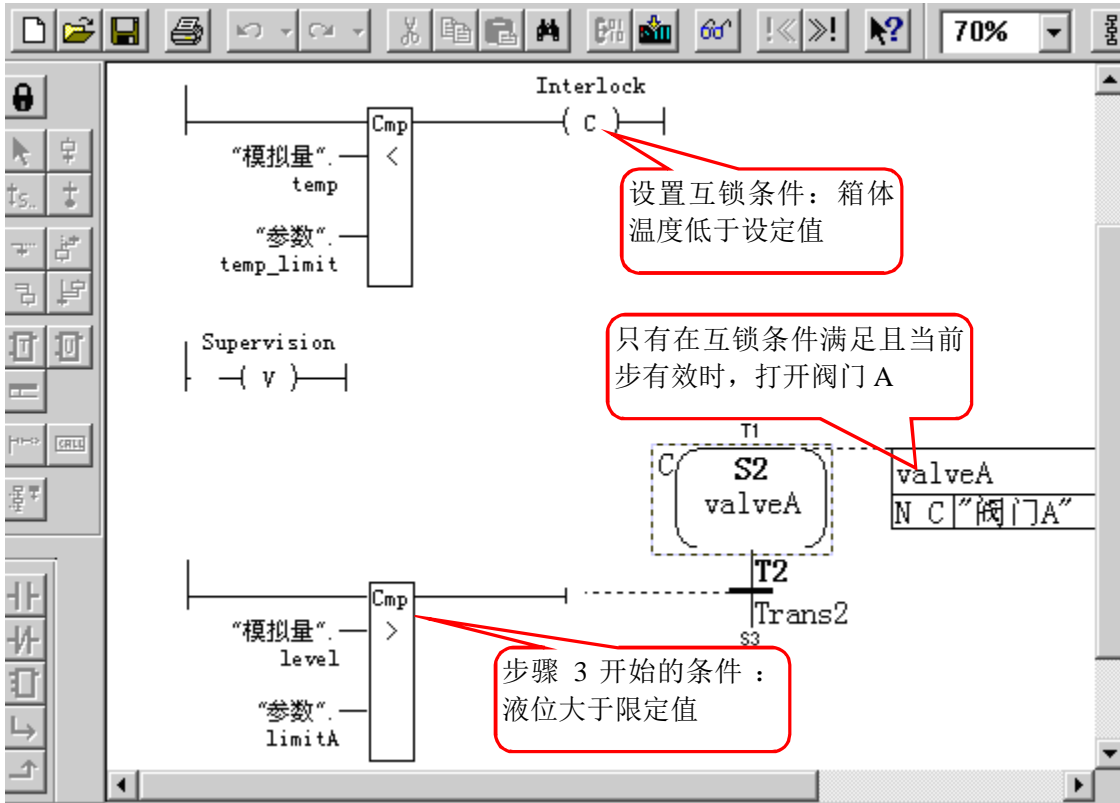 70%
Interlock
Cmp
( C )
"模拟量".
<
temp
设置互锁条件：箱体
温度低于设定值
"参数".
temp_limit
Supervision
( V )
只有在互锁条件满足且当前
步有效时，打开阀门 A
T1
C
S2
valveA
valveA
N C "阀门A"
T2
Trans2
S3
Cmp
"模拟量".
>
level
步骤 3 开始的条件：
液位大于限定值
"参数".
limitA
CALL